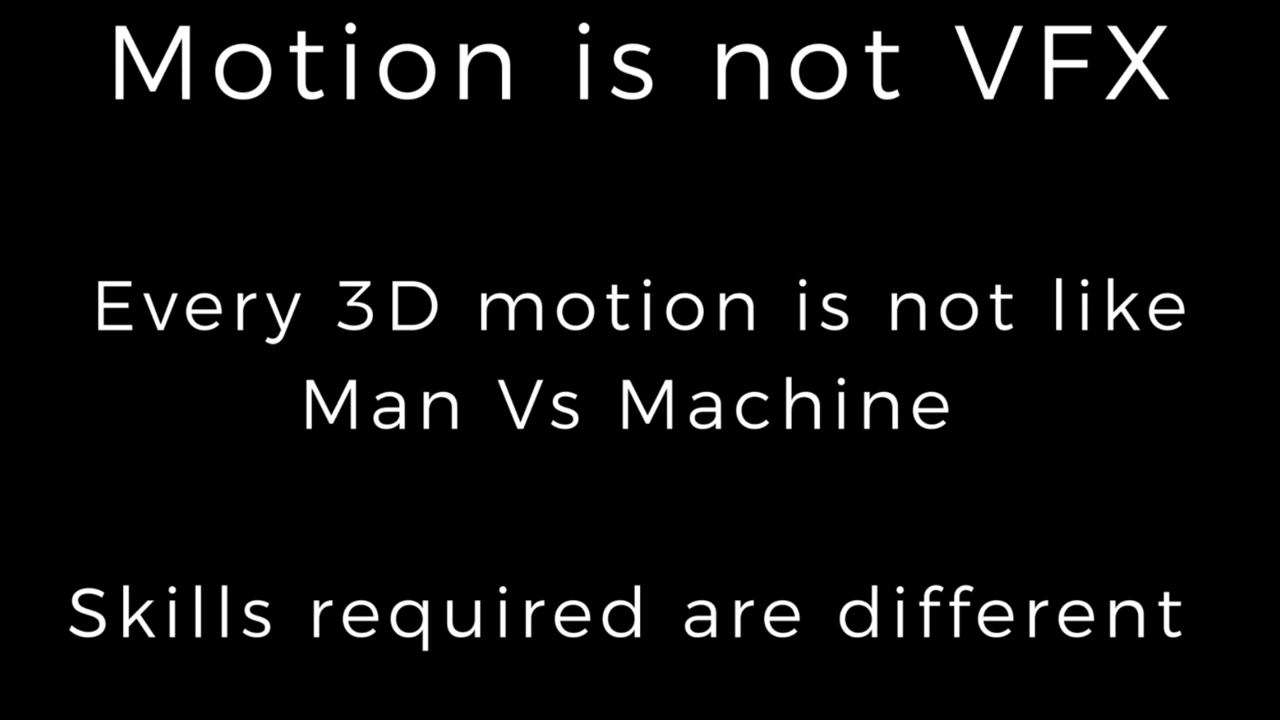 Motion is not VFX
Every 3D motion is not like
Man Vs Machine
Skills required are different